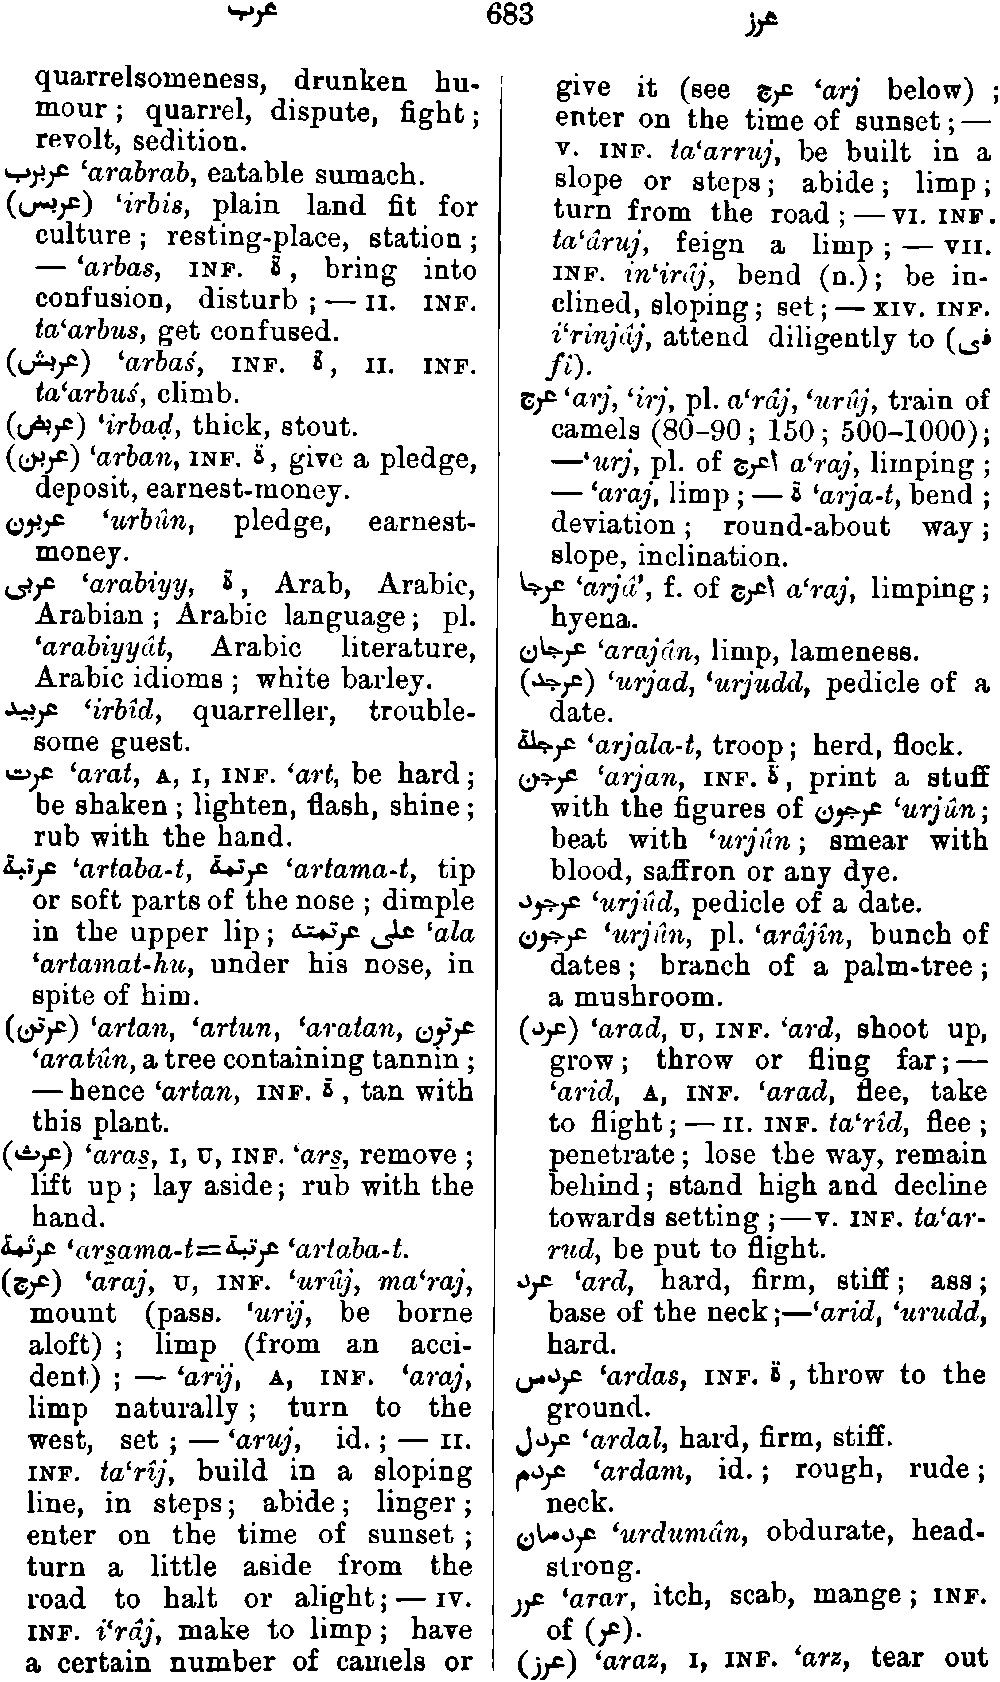 عرب 683 عرز
quarrelsomeness, drunken hu-
mour ; quarrel, dispute, fight ;
revolt, sedition.
عربرب ‘arabrab, eatable sumach.
(عربس) ‘irbis, plain land fit for
culture ; resting-place, station ;
— ‘arbas, INF. ة, bring into
confusion, disturb ; — II. INF.
ta‘arbus, get confused.
(عربش) ‘arbaś, INF. ة, II. INF.
ta‘arbuś, climb.
(عربض) ‘irbaḍ, thick, stout.
(عربن) ‘arban, INF. ة, give a pledge,
deposit, earnest-money.
عربون ‘urbûn, pledge, earnest-
money.
عربى ‘arabiyy, ة, Arab, Arabic,
Arabian ; Arabic language ; pl.
‘arabiyyât, Arabic literature,
Arabic idioms ; white barley.
عربيد ‘irbîd, quarreller, trouble-
some guest.
عرت ‘arat, A, I, INF. ‘art, be hard ;
be shaken ; lighten, flash, shine ;
rub with the hand.
عرتبة ‘artaba-t, عرتمة ‘artama-t, tip
or soft parts of the nose ; dimple
in the upper lip ; على عرتمته ‘ala
‘artamat-hu, under his nose, in
spite of him.
(عرتن) ‘artan, ‘artun, ‘aratan, عرتون
‘aratûn, a tree containing tannin ;
— hence ‘artan, INF. ة, tan with
this plant.
(عرث) ‘aras̱, I, U, INF. ‘ars̱, remove ;
lift up ; lay aside ; rub with the
hand.
عرثمة ‘ars̱ama-t=عرتبة ‘artaba-t.
(عرج) ‘araj, U, INF. ‘urûj, ma‘raj,
mount (pass. ‘urij, be borne
aloft) ; limp (from an acci-
dent) ; — ‘arij, A, INF. ‘araj,
limp naturally ; turn to the
west, set ; — ‘aruj, id. ; — II.
INF. ta‘rîj, build in a sloping
line, in steps ; abide ; linger ;
enter on the time of sunset ;
turn a little aside from the
road to halt or alight ; — IV.
INF. i‘râj, make to limp ; have
a certain number of camels or
give it (see عرج ‘arj below) ;
enter on the time of sunset ; —
V. INF. ta‘arruj, be built in a
slope or steps ; abide ; limp ;
turn from the road ; — VI. INF.
ta‘âruj, feign a limp ; — VII.
INF. in‘irâj, bend (n.) ; be in-
clined, sloping ; set ; — XIV. INF.
i‘rinjâj, attend diligently to (فى
fî).
عرج ‘arj, ‘irj, pl. a‘râj, ‘urûj, train of
camels (80-90 ; 150 ; 500-1000) ;
—‘urj, pl. of اعرج a‘raj, limping ;
— ‘araj, limp ; — ة ‘arja-t, bend ;
deviation ; round-about way ;
slope, inclination.
عرجا ‘arjâ’, f. of اعرج a‘raj, limping ;
hyena.
عرجان ‘arajân, limp, lameness.
(عرجد) ‘urjad, ‘urjudd, pedicle of a
date.
عرجلة ‘arjala-t, troop ; herd, flock.
عرجن ‘arjan, INF. ة, print a stuff
with the figures of عرجون ‘urjûn ;
beat with ‘urjûn ; smear with
blood, saffron or any dye.
عرجود ‘urjûd, pedicle of a date.
عرجون ‘urjûn, pl. ‘arâjîn, bunch of
dates ; branch of a palm-tree ;
a mushroom.
(عرد) ‘arad, U, INF. ‘ard, shoot up,
grow ; throw or fling far ; —
‘arid, A, INF. ‘arad, flee, take
to flight ; — II. INF. ta‘rîd, flee ;
penetrate ; lose the way, remain
behind ; stand high and decline
towards setting ; — V. INF. ta‘ar-
rud, be put to flight.
عرد ‘ard, hard, firm, stiff ; ass ;
base of the neck ;—‘arid, ‘urudd,
hard.
عردس ‘ardas, INF. ة, throw to the
ground.
عردل ‘ardal, hard, firm, stiff.
عردم ‘ardam, id. ; rough, rude ;
neck.
عردمان ‘urdumân, obdurate, head-
strong.
عرر ‘arar, itch, scab, mange ; INF.
of (عر).
(عرز) ‘araz, I, INF. ‘arz, tear out